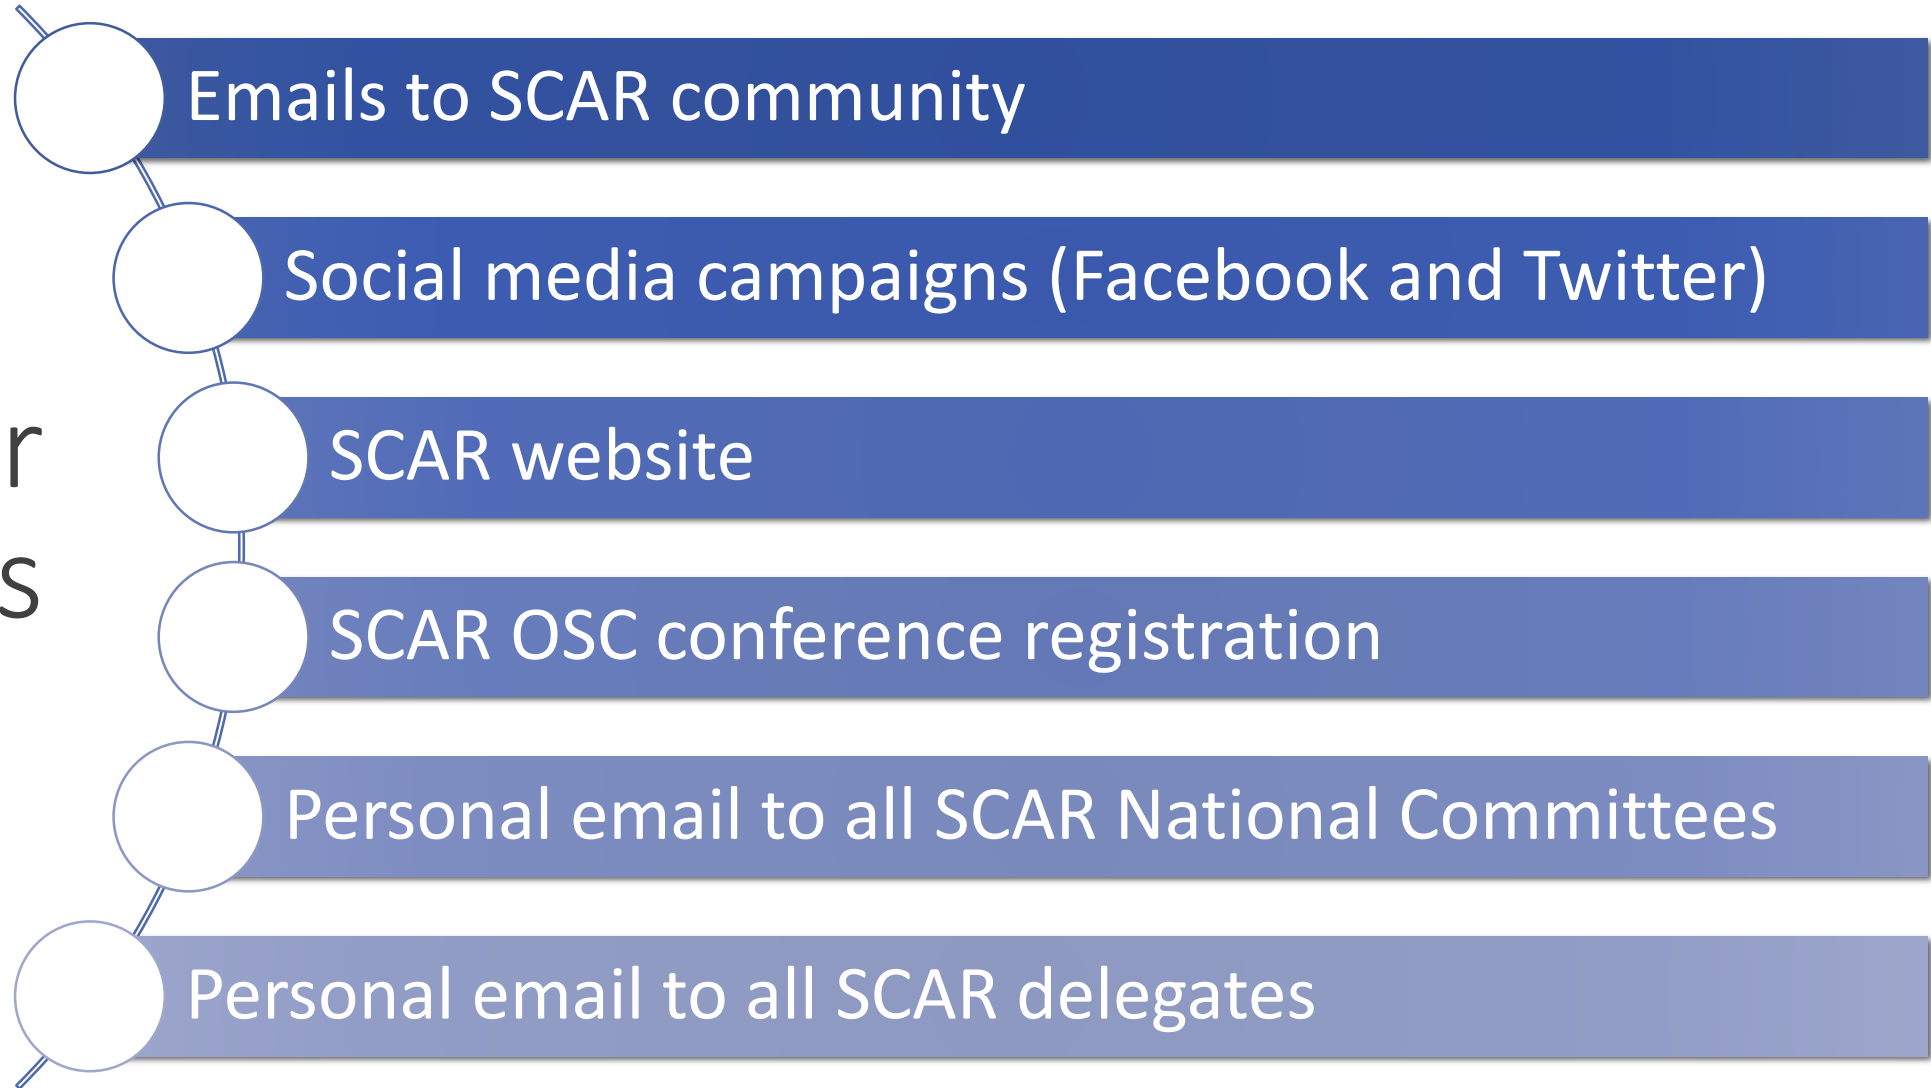 Emails to SCAR community
Social media campaigns (Facebook and Twitter)
r
SCAR website
s
SCAR OSC conference registration
Personal email to all SCAR National Committees
Personal email to all SCAR delegates